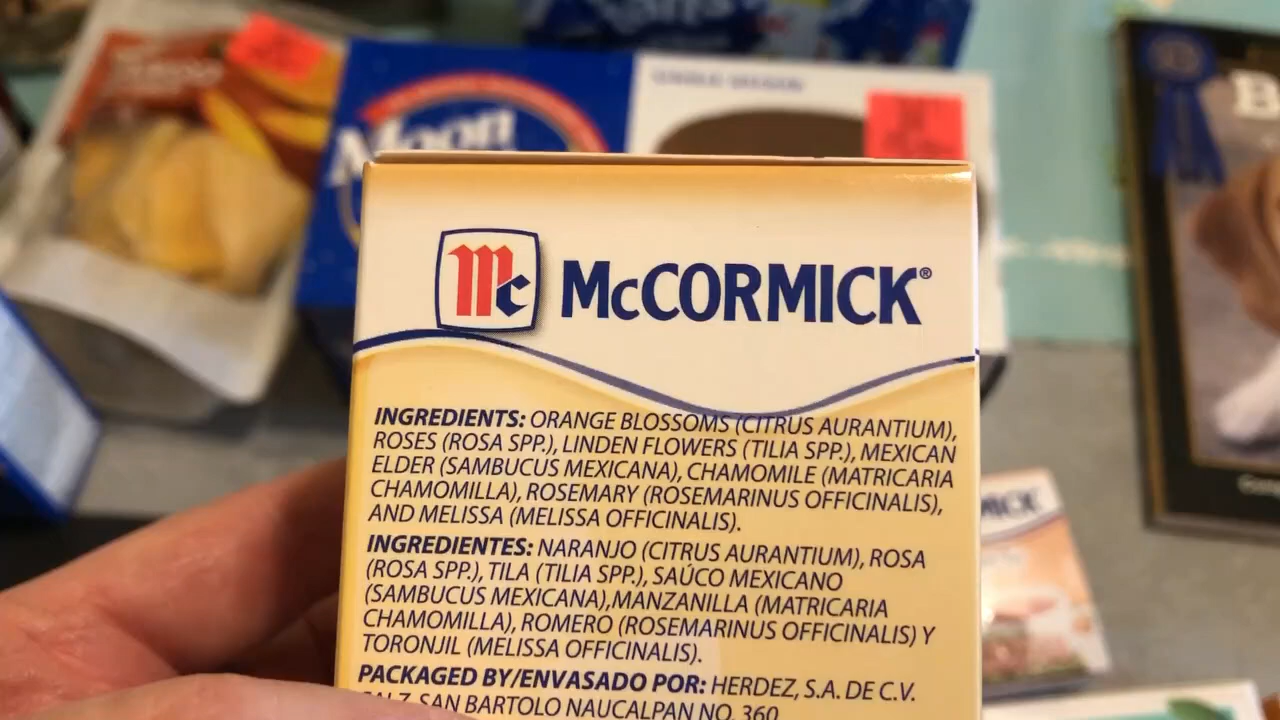 Moon
Mc
McCORMICK®
INGREDIENTS: ORANGE BLOSSOMS (CITRUS AURANTIUM),
ROSES (ROSA SPP.), LINDEN FLOWERS (TILIA SPP.), MEXICAN
ELDER (SAMBUCUS MEXICANA), CHAMOMILE (MATRICARIA
CHAMOMILLA), ROSEMARY (ROSEMARINUS OFFICINALIS),
AND MELISSA (MELISSA OFFICINALIS).
INGREDIENTES: NARANJO (CITRUS AURANTIUM), ROSA
(ROSA SPP.), TILA (TILIA SPP.), SAÚCO MEXICANO
(SAMBUCUS MEXICANA),MANZANILLA (MATRICARIA
CHAMOMILLA), ROMERO (ROSEMARINUS OFFICINALIS) Y
TORONJIL (MELISSA OFFICINALIS).
PACKAGED BY/ENVASADO POR: HERDEZ, S.A. DE C.V.
SAN BARTOLO NAUCALPAN NO. 360